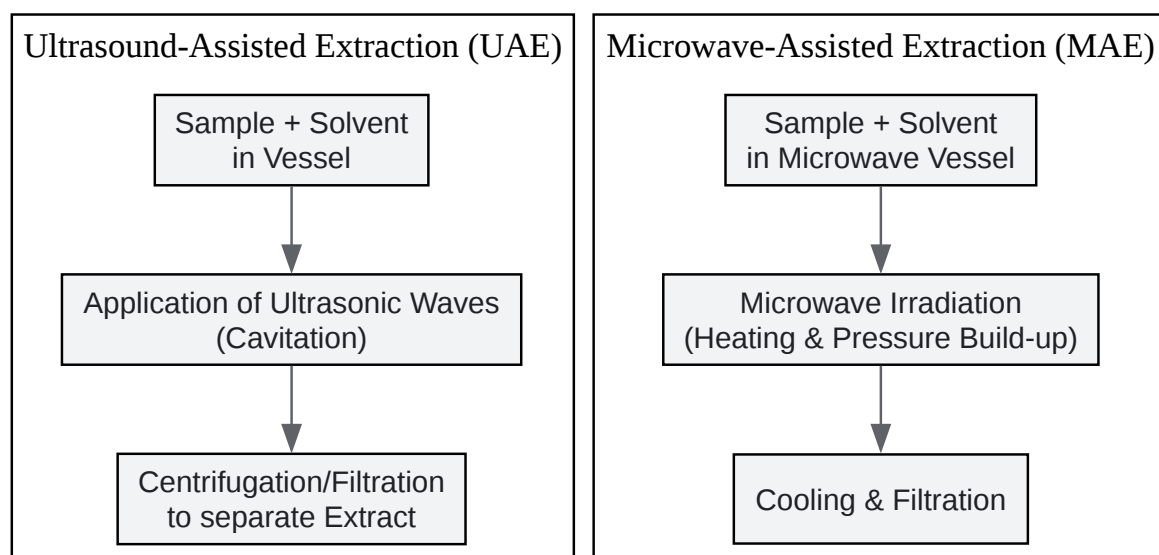 Ultrasound-Assisted Extraction (UAE)
Sample + Solvent
in Vessel
Application of Ultrasonic Waves
(Cavitation)
Centrifugation/Filtration
to separate Extract
Microwave-Assisted Extraction (MAE)
Sample + Solvent
in Microwave Vessel
Microwave Irradiation
(Heating & Pressure Build-up)
Cooling & Filtration